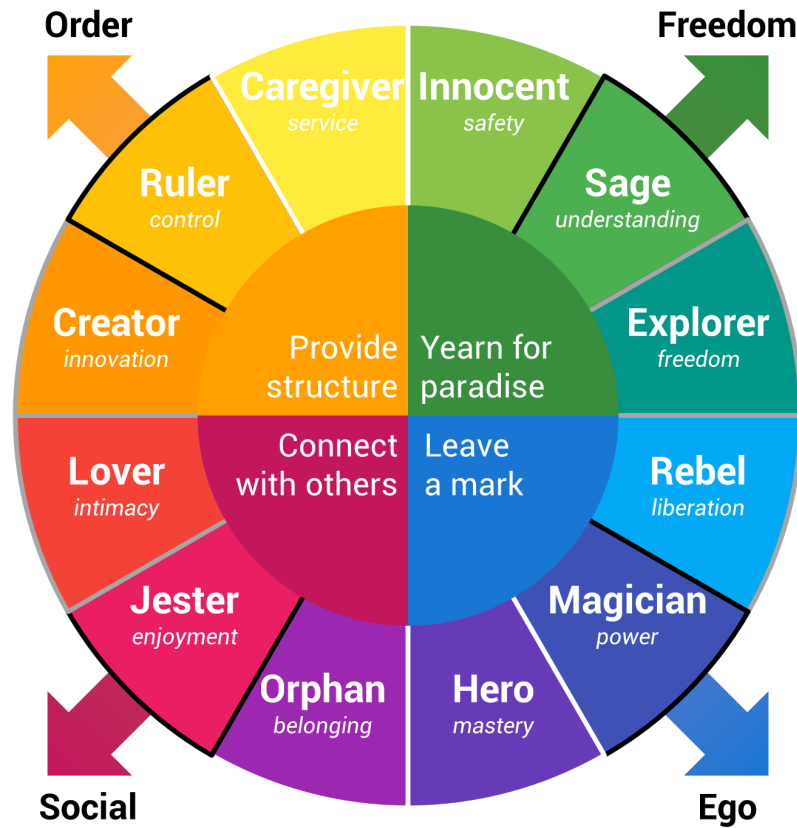 Order
Freedom
Caregiver
service
Innocent
safety
Ruler
control
Sage
understanding
Creator
innovation
Explorer
freedom
Provide
structure
Yearn for
paradise
Connect
with others
Leave
a mark
Lover
intimacy
Rebel
liberation
Jester
enjoyment
Magician
power
Orphan
belonging
Hero
mastery
Social
Ego